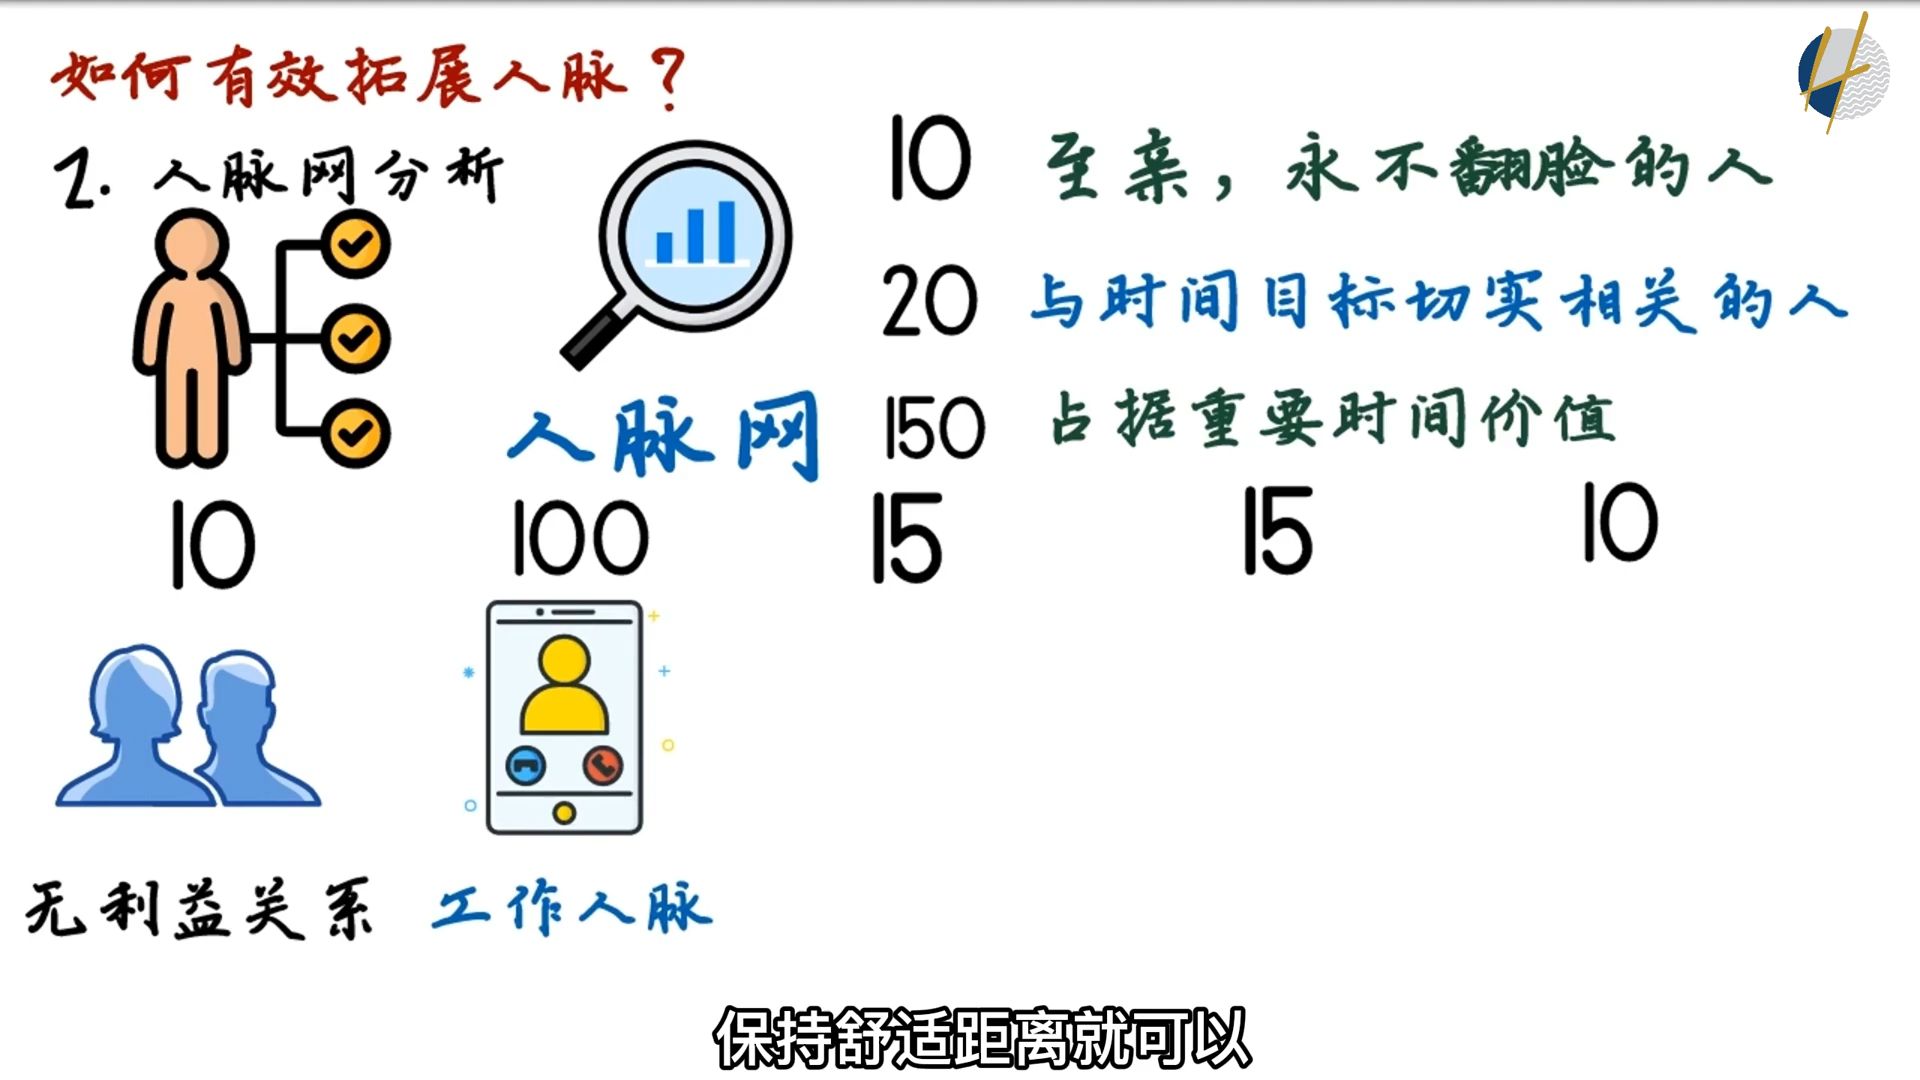 如何有效拓展人脉?
2. 人脉网分析
10 至亲,永不翻脸的人
20 与时间目标切实相关的人
人脉网
150 占据重要时间价值
10 100 15 15 10
无利益关系 工作人脉
保持舒适距离就可以